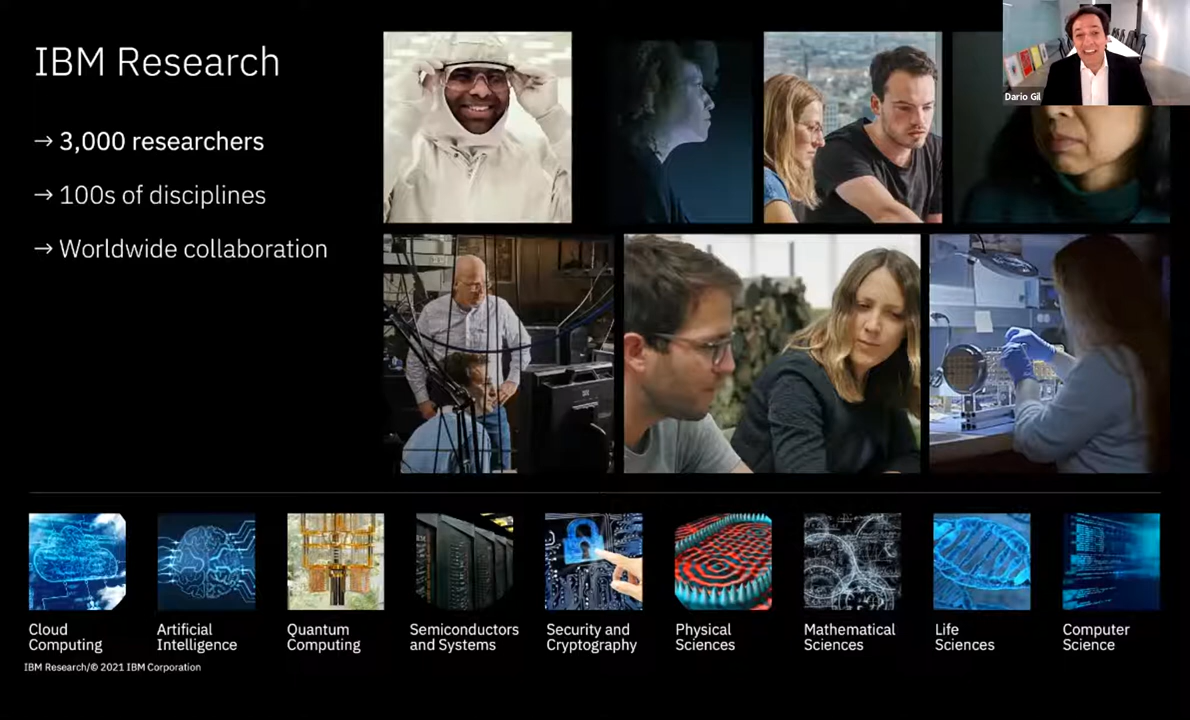 IBM Research
→ 3,000 researchers
→ 100s of disciplines
→ Worldwide collaboration
Dario Gil
Cloud
Computing
Artificial
Intelligence
Quantum
Computing
Semiconductors
and Systems
Security and
Cryptography
Physical
Sciences
Mathematical
Sciences
Life
Sciences
Computer
Science
IBM Research/© 2021 IBM Corporation